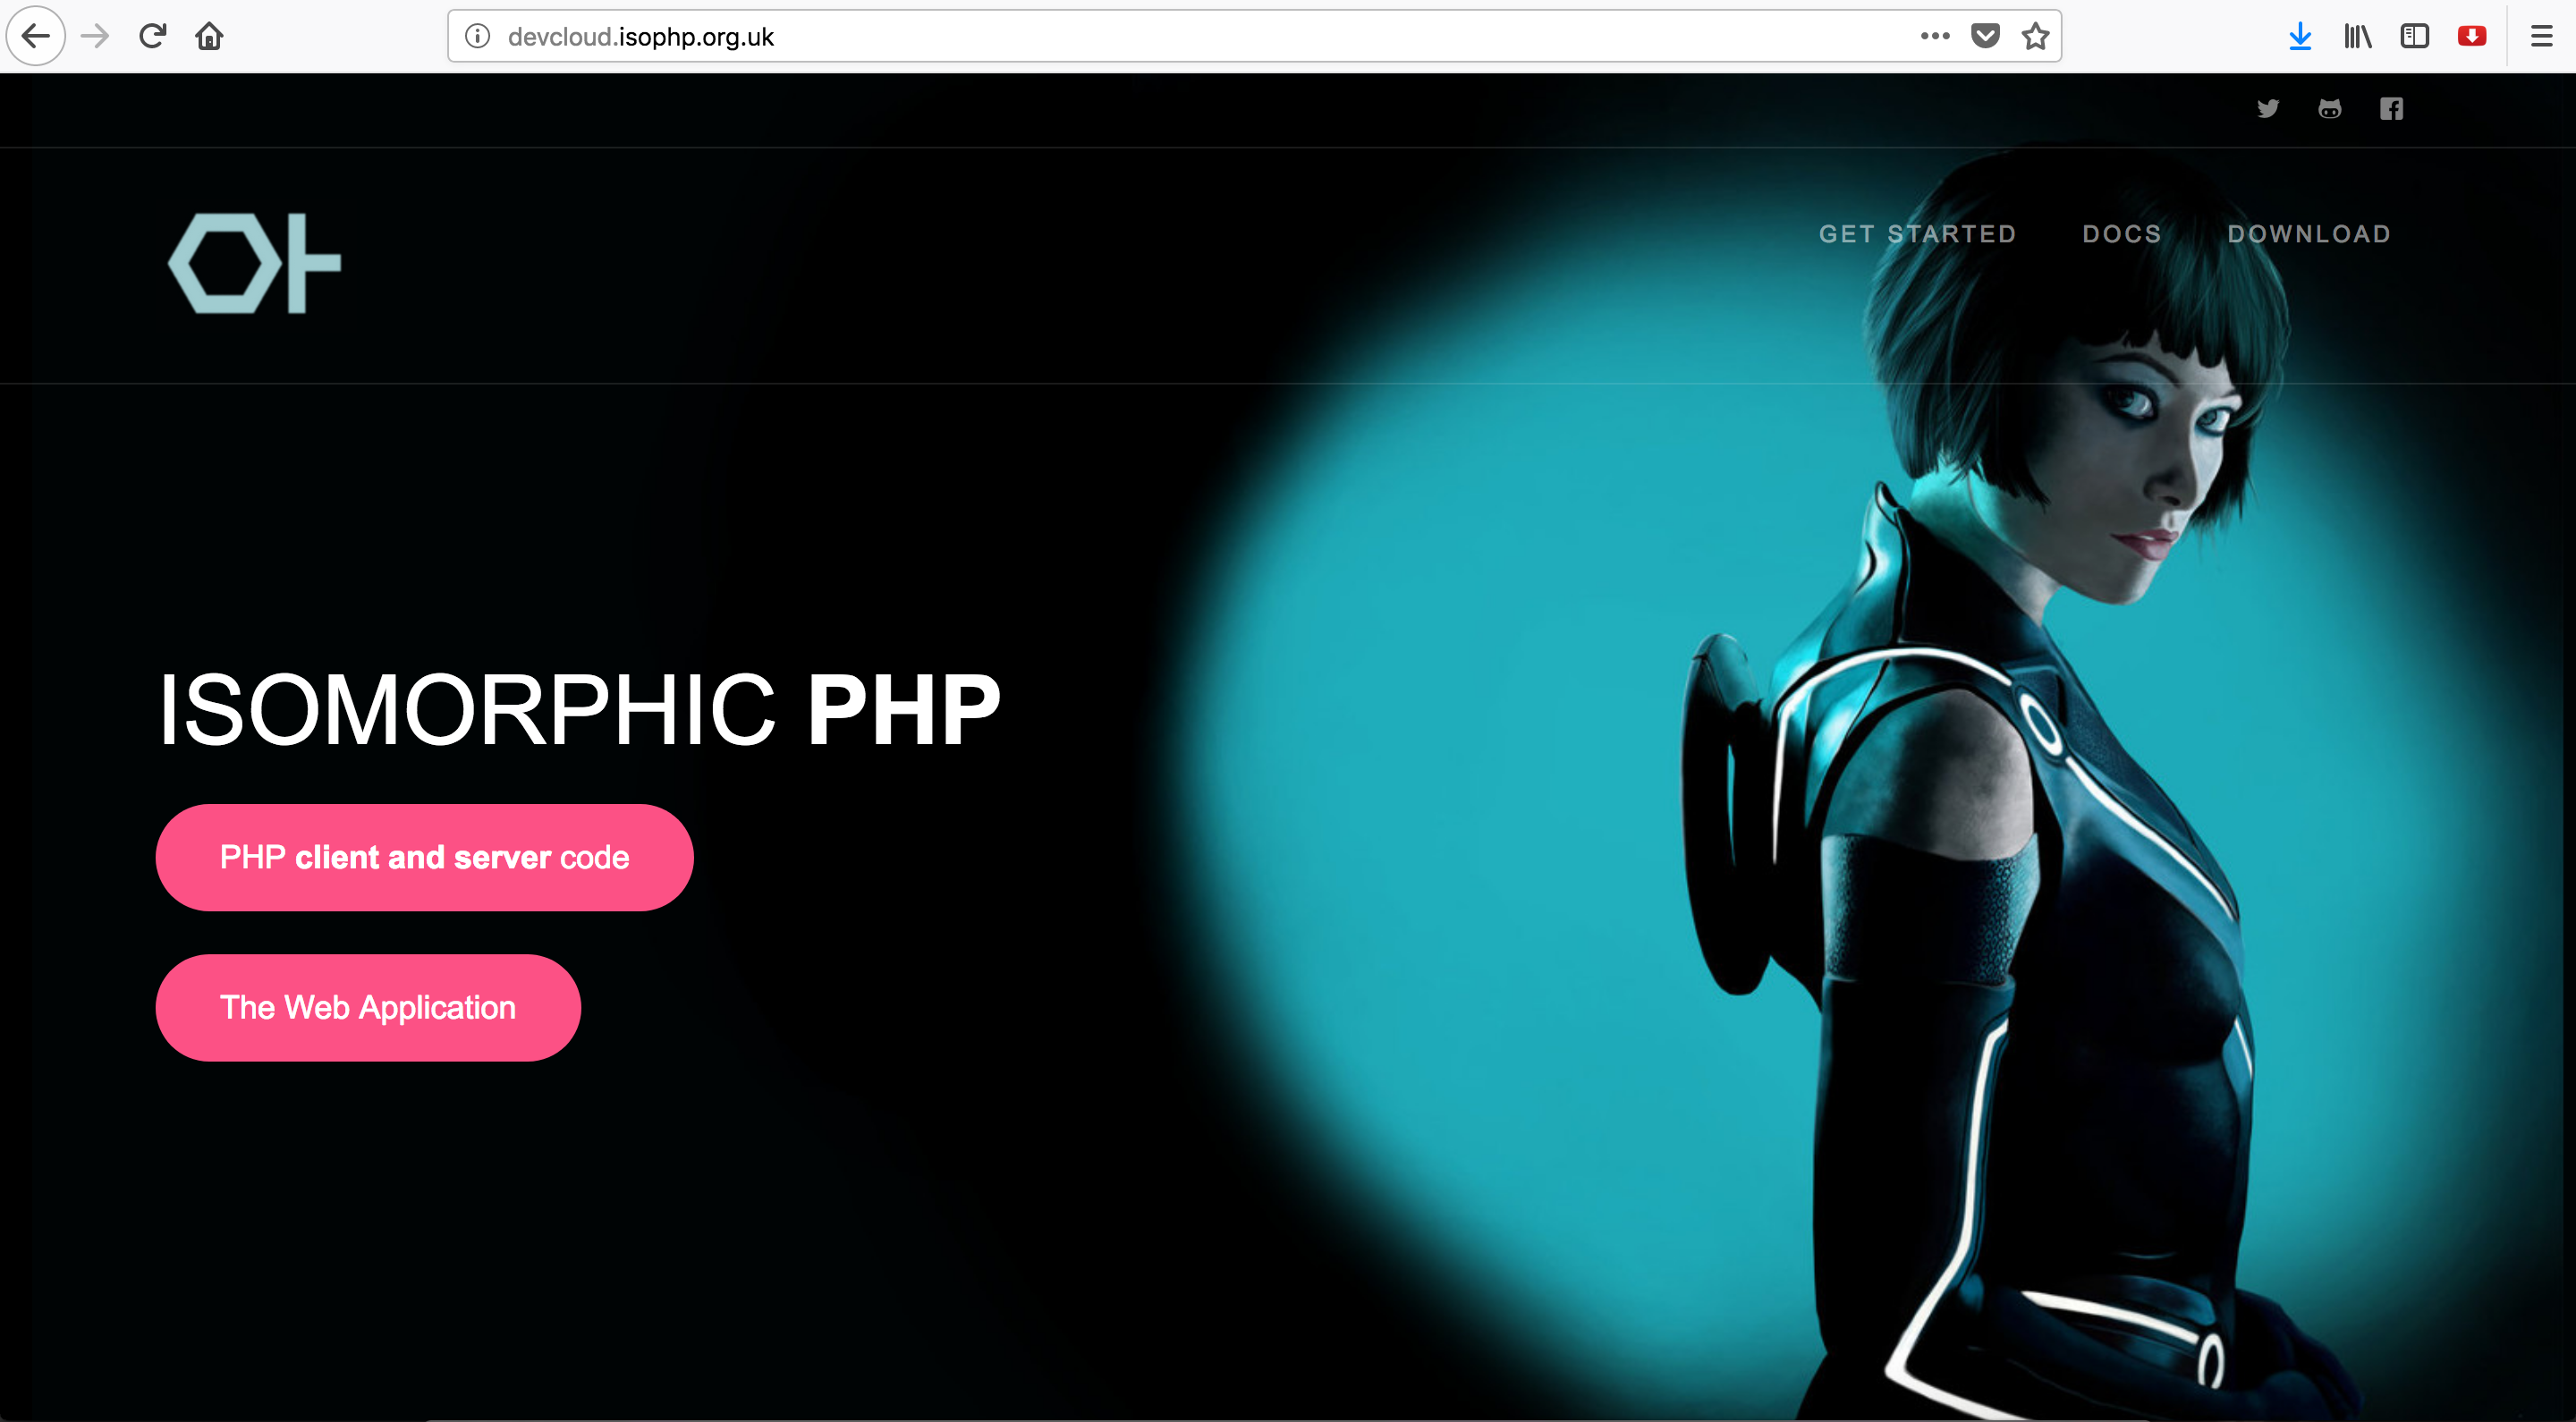 devcloud.isophp.org.uk
GET STARTED DOCS DOWNLOAD
ISOMORPHIC PHP
PHP client and server code
The Web Application